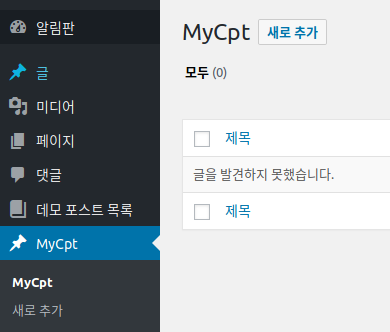 알림판
글
미디어
페이지
댓글
데모 포스트 목록
MyCpt
MyCpt
새로 추가
MyCpt 새로 추가
모두 (0)
제목
글을 발견하지 못했습니다.
제목